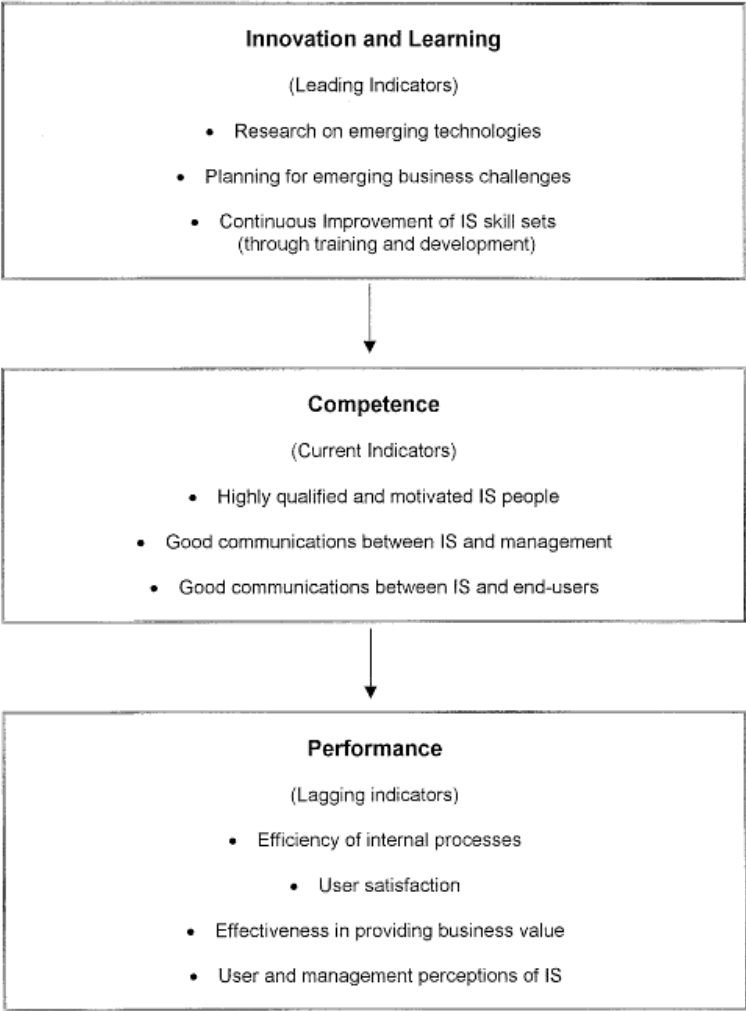 Innovation and Learning
(Leading Indicators)
• Research on emerging technologies
• Planning for emerging business challenges
• Continuous Improvement of IS skill sets
(through training and development)
Competence
(Current Indicators)
• Highly qualified and motivated IS people
• Good communications between IS and management
• Good communications between IS and end-users
Performance
(Lagging indicators)
• Efficiency of internal processes
• User satisfaction
• Effectiveness in providing business value
• User and management perceptions of IS